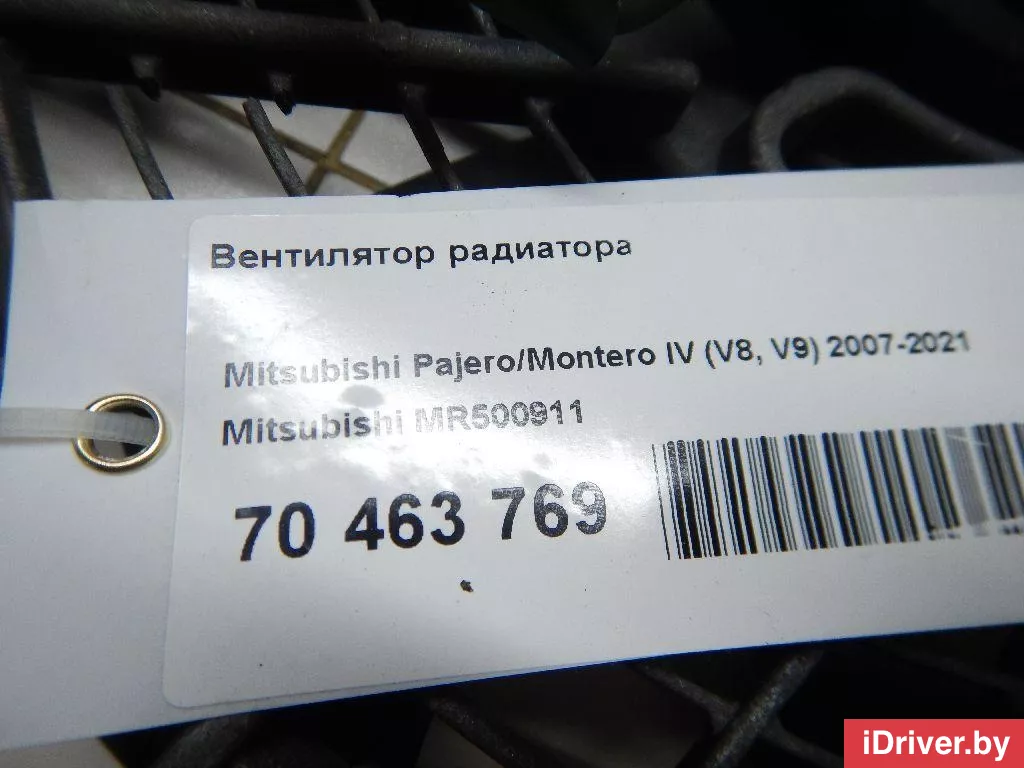 Вентилятор радиатора
Mitsubishi Pajero/Montero IV (V8, V9) 2007-2021
Mitsubishi MR500911
70 463 769
iDriver.by